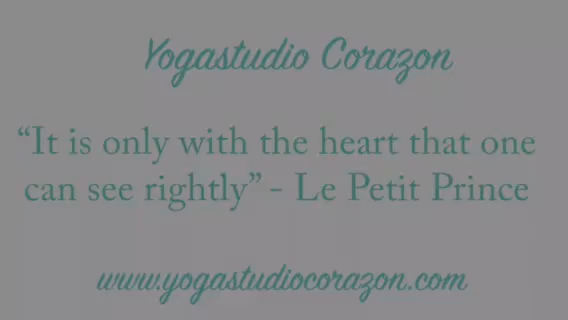 Yogastudio Corazon
“It is only with the heart that one
can see rightly” - Le Petit Prince
www.yogastudiocorazon.com